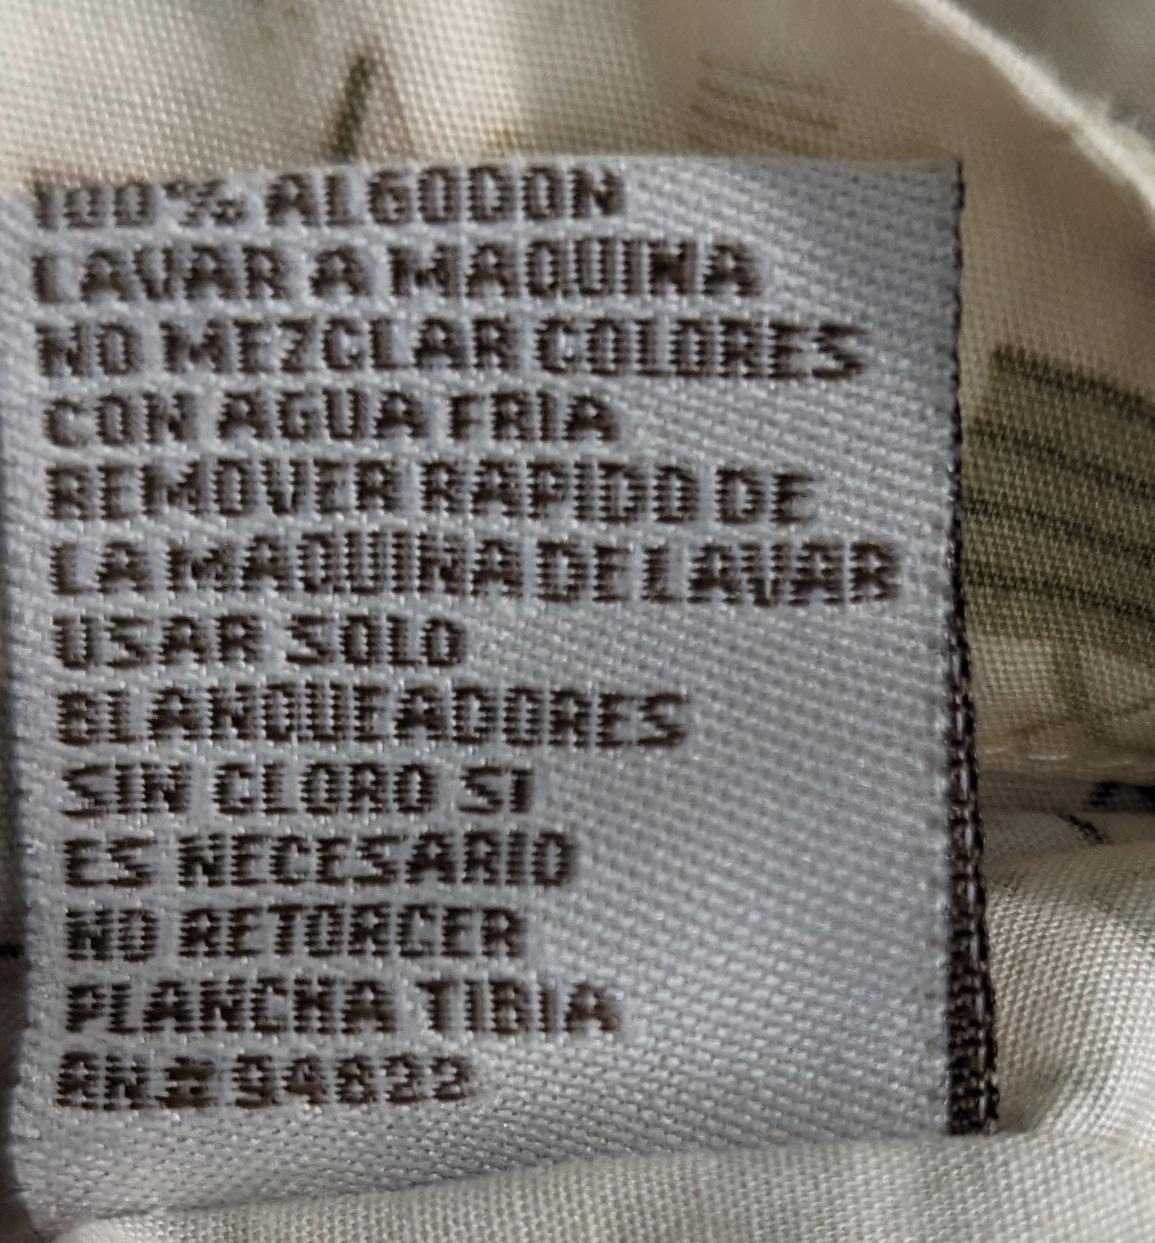 100% ALGODON
LAVAR A MAQUINA
NO MEZCLAR COLORES
CON AGUA FRIA
REMOVER RAPIDO DE
LA MAQUINA DE LAVAR
USAR SOLO
BLANQUEADORES
SIN CLORO SI
ES NECESARIO
NO RETORCER
PLANCHA TIBIA
RN# 94822